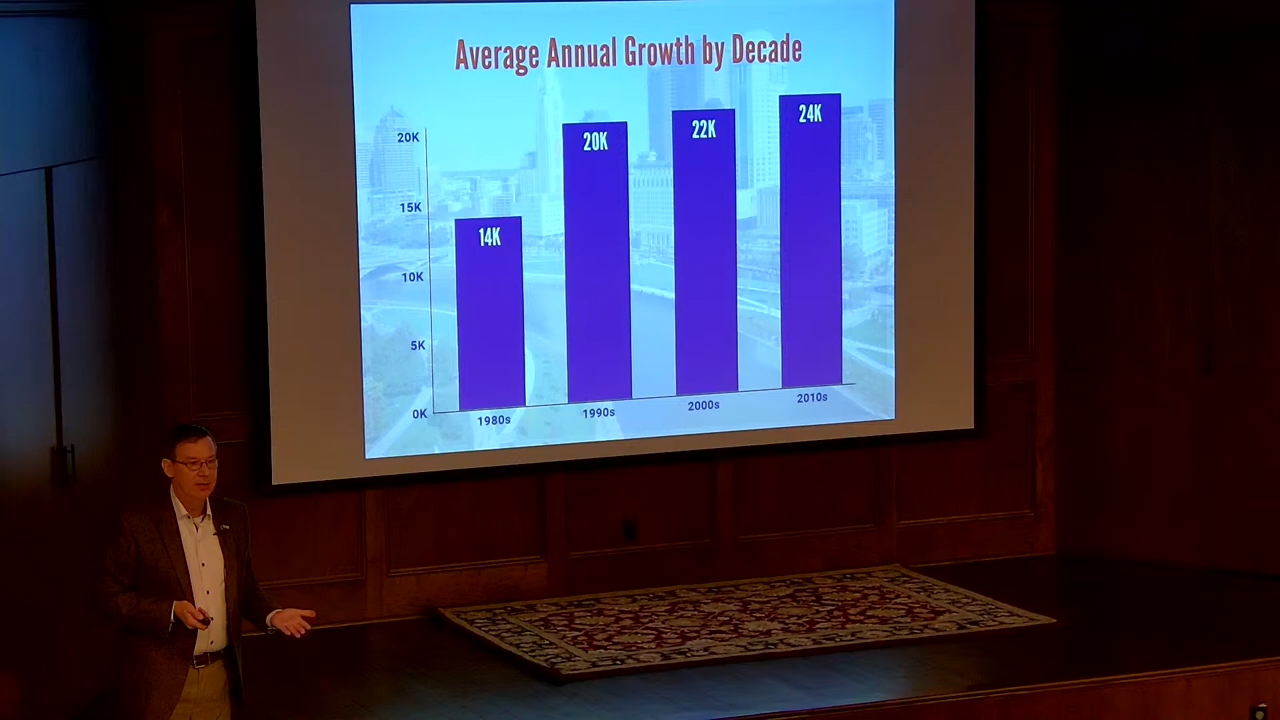 Average Annual Growth by Decade
20K
15K
10K
5K
0K
14K
20K
22K
24K
1980s
1990s
2000s
2010s